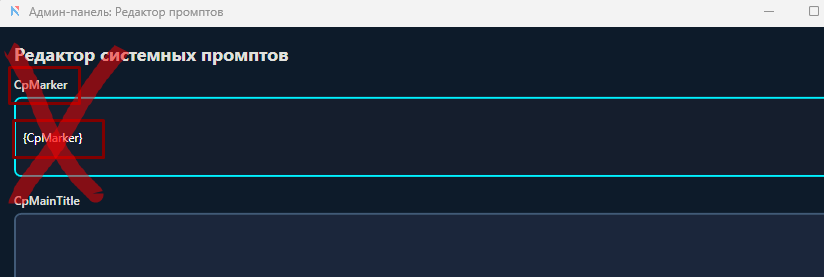 Админ-панель: Редактор промптов
Редактор системных промптов
CpMarker
{CpMarker}
CpMainTitle